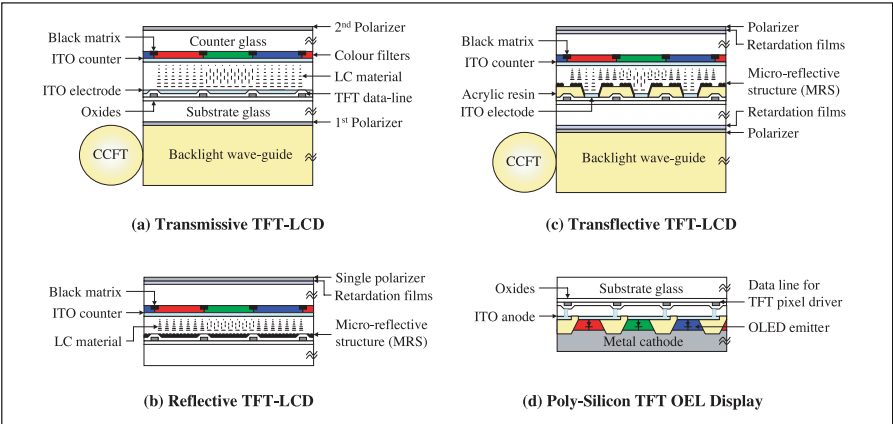 2nd Polarizer
Black matrix
Counter glass
ITO counter
Colour filters
LC material
ITO electrode
TFT data-line
Oxides
Substrate glass
1st Polarizer
CCFT
Backlight wave-guide
(a) Transmissive TFT-LCD
Polarizer
Black matrix
Retardation films
ITO counter
Micro-reflective
structure (MRS)
Acrylic resin
ITO electode
Retardation films
Polarizer
CCFT
Backlight wave-guide
(c) Transflective TFT-LCD
Single polarizer
Black matrix
Retardation films
ITO counter
Micro-reflective
LC material
structure (MRS)
(b) Reflective TFT-LCD
Oxides
Substrate glass
Data line for
TFT pixel driver
ITO anode
OLED emitter
Metal cathode
(d) Poly-Silicon TFT OEL Display